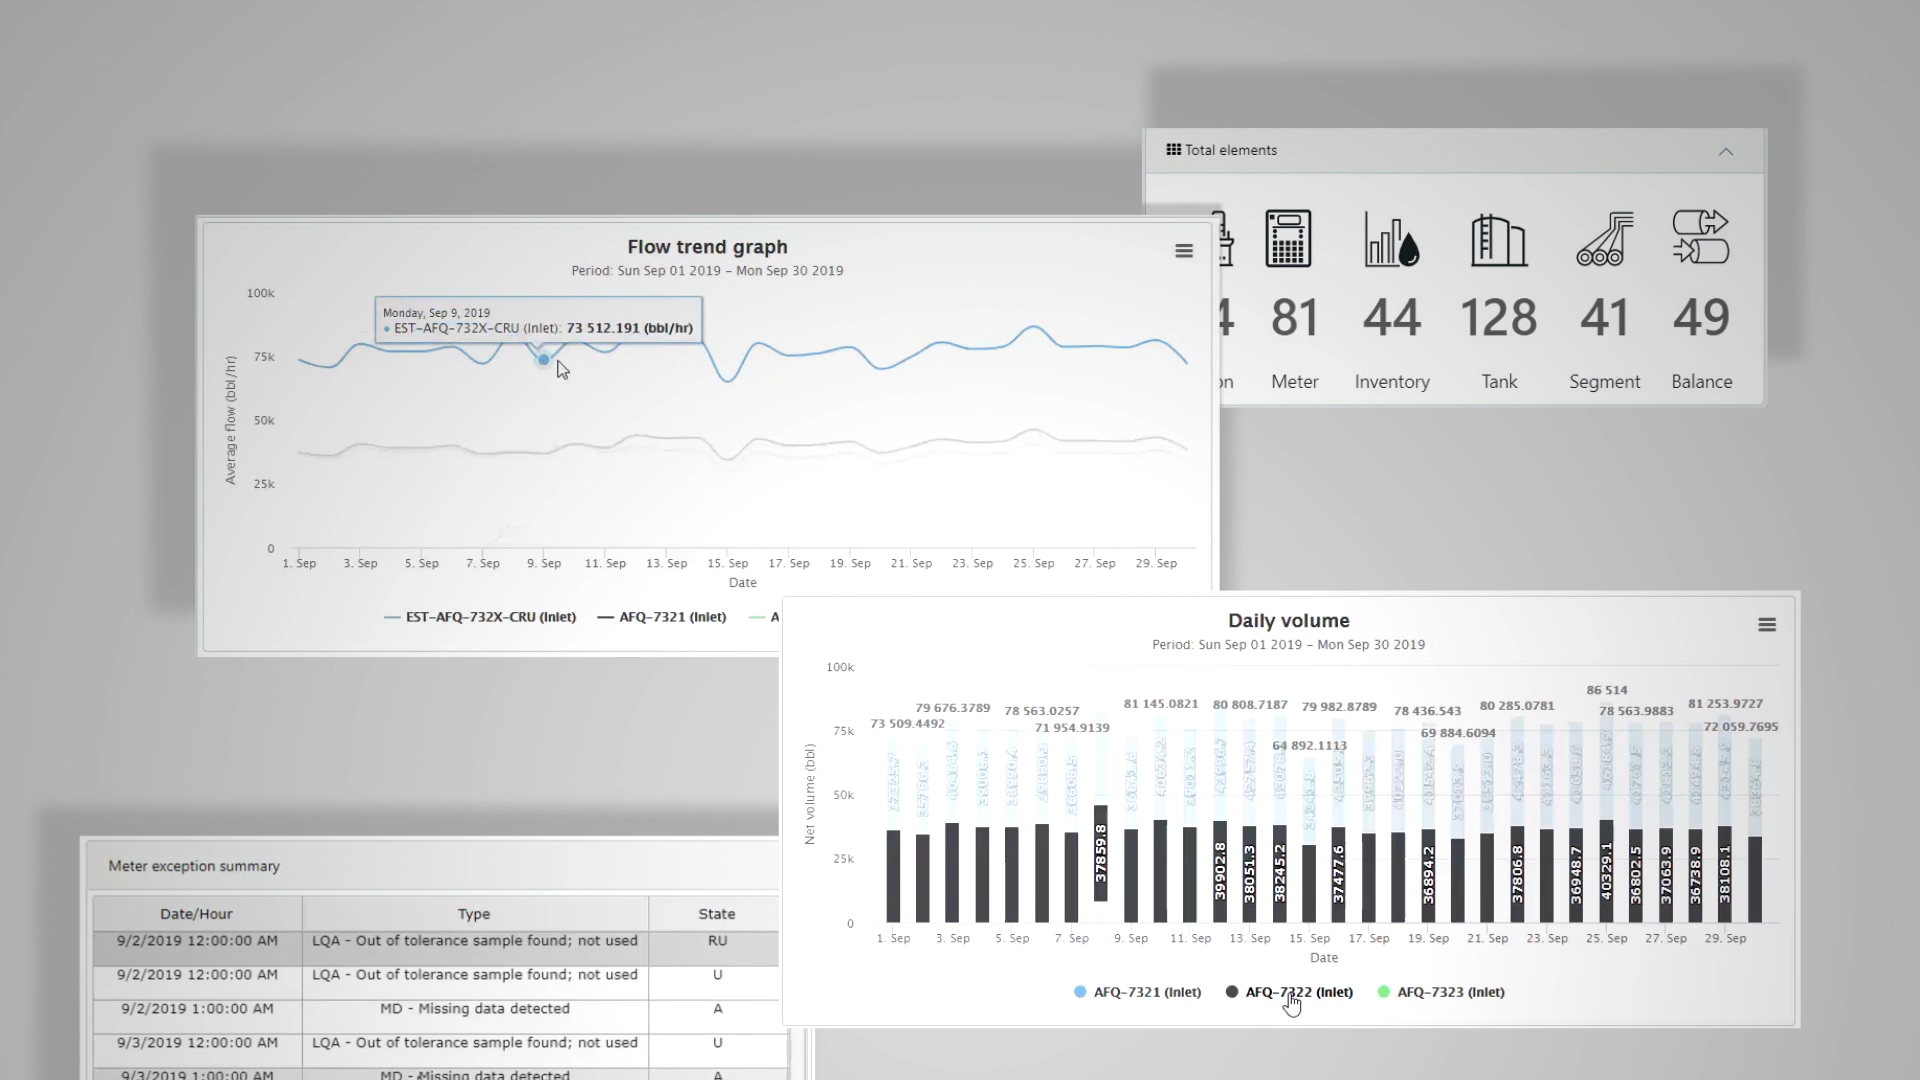 Total elements
4 81 44 128 41 49
on Meter Inventory Tank Segment Balance
Flow trend graph
Period: Sun Sep 01 2019 – Mon Sep 30 2019
100k
Monday, Sep 9, 2019
EST-AFQ-732X-CRU (Inlet): 73 512.191 (bbl/hr)
75k
50k
25k
0
Average flow (bbl/hr)
1. Sep 3. Sep 5. Sep 7. Sep 9. Sep 11. Sep 13. Sep 15. Sep 17. Sep 19. Sep 21. Sep 23. Sep 25. Sep 27. Sep 29. Sep
Date
EST-AFQ-732X-CRU (Inlet) AFQ-7321 (Inlet) A
Daily volume
Period: Sun Sep 01 2019 – Mon Sep 30 2019
100k
86 514
79 676.3789 78 563.0257 81 145.0821 80 808.7187 79 982.8789 78 436.543 80 285.0781 78 563.9883 81 253.9727
73 509.4492 71 954.9139 64 892.1113 69 884.6094 72 059.7695
75k
50k
25k
0
Net volume (bbl)
37859.8 39902.8 38051.3 38245.2 37477.6 36894.2 37806.8 36948.7 40329.1 36802.5 37063.9 36738.9 38108.1
1. Sep 3. Sep 5. Sep 7. Sep 9. Sep 11. Sep 13. Sep 15. Sep 17. Sep 19. Sep 21. Sep 23. Sep 25. Sep 27. Sep 29. Sep
Date
AFQ-7321 (Inlet) AFQ-7322 (Inlet) AFQ-7323 (Inlet)
Meter exception summary
Date/Hour Type State
9/2/2019 12:00:00 AM LQA - Out of tolerance sample found; not used RU
9/2/2019 12:00:00 AM LQA - Out of tolerance sample found; not used U
9/2/2019 1:00:00 AM MD - Missing data detected A
9/3/2019 12:00:00 AM LQA - Out of tolerance sample found; not used U
9/3/2019 1:00:00 AM MD - Missing data detected A